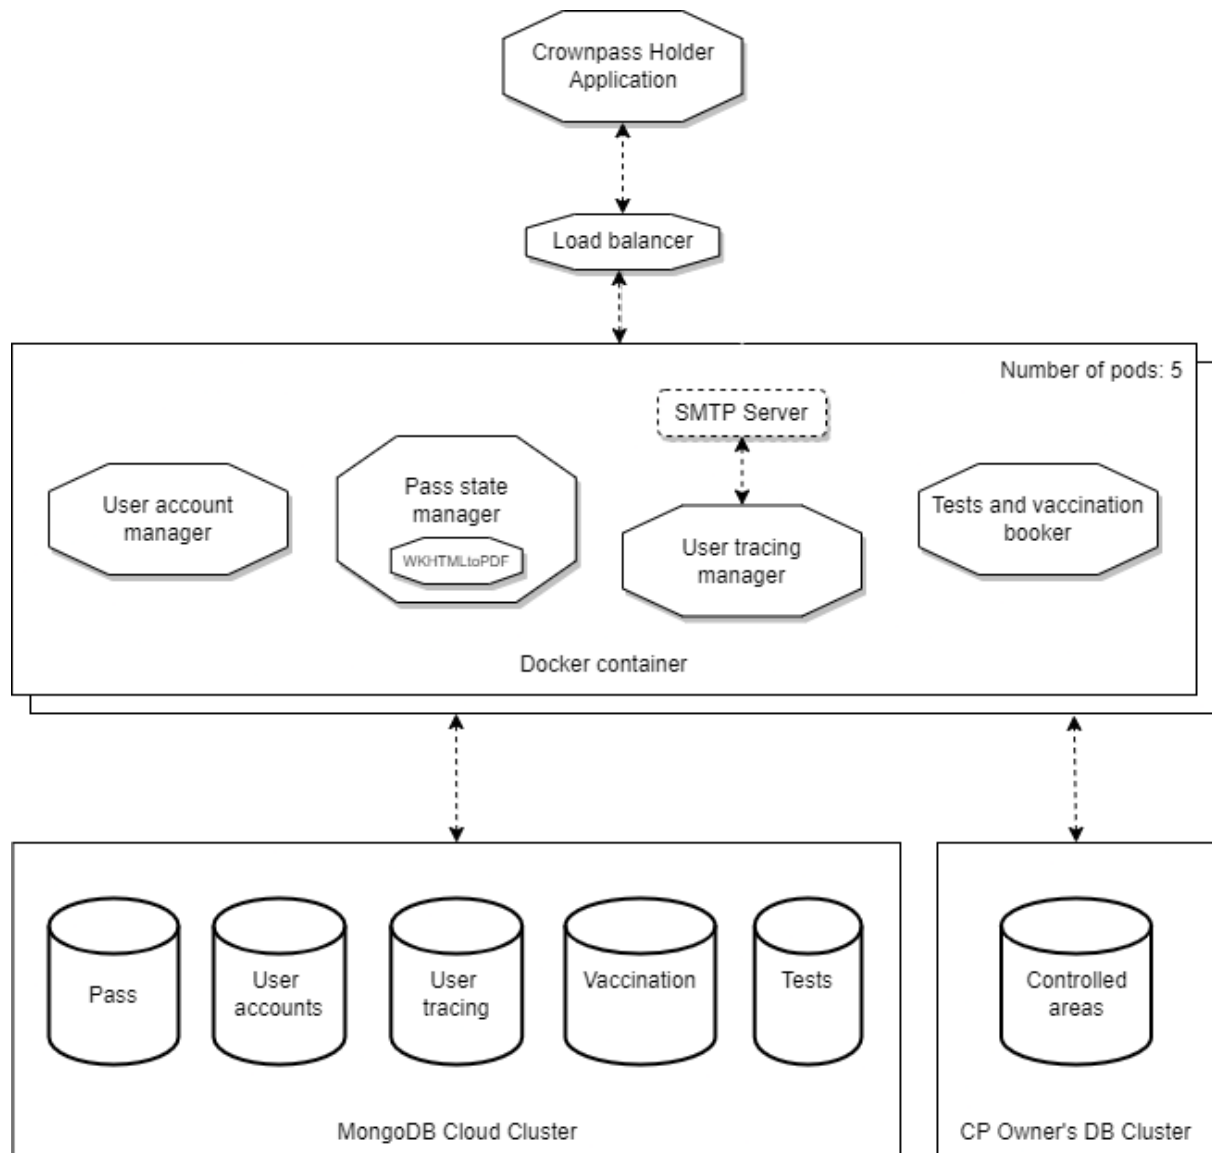 Crownpass Holder
Application
Load balancer
Number of pods: 5
SMTP Server
User account
manager
Pass state
manager
WKHTMLtoPDF
User tracing
manager
Tests and vaccination
booker
Docker container
Pass
User
accounts
User
tracing
Vaccination
Tests
Controlled
areas
MongoDB Cloud Cluster
CP Owner's DB Cluster